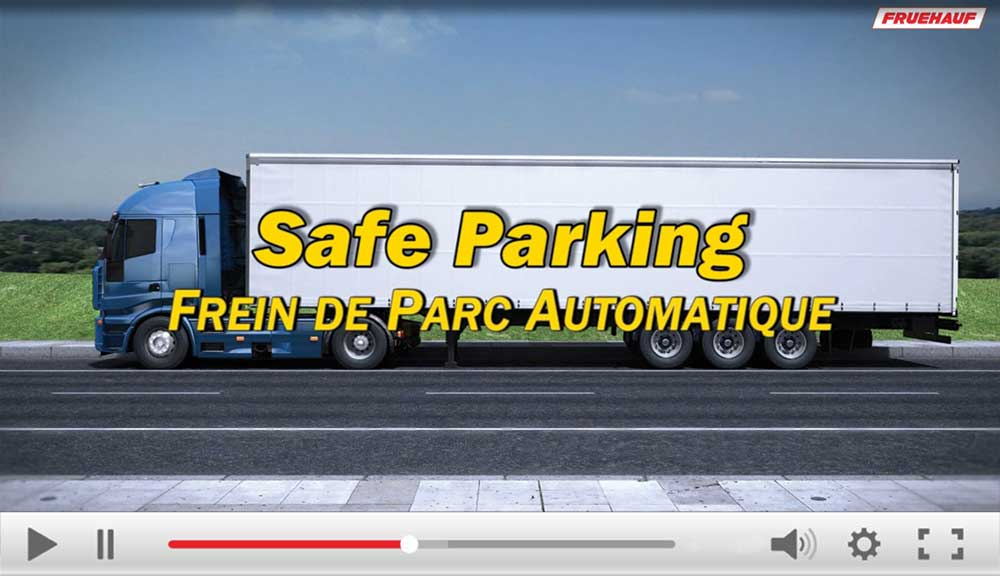 FRUEHAUF
Safe Parking
FREIN DE PARC AUTOMATIQUE